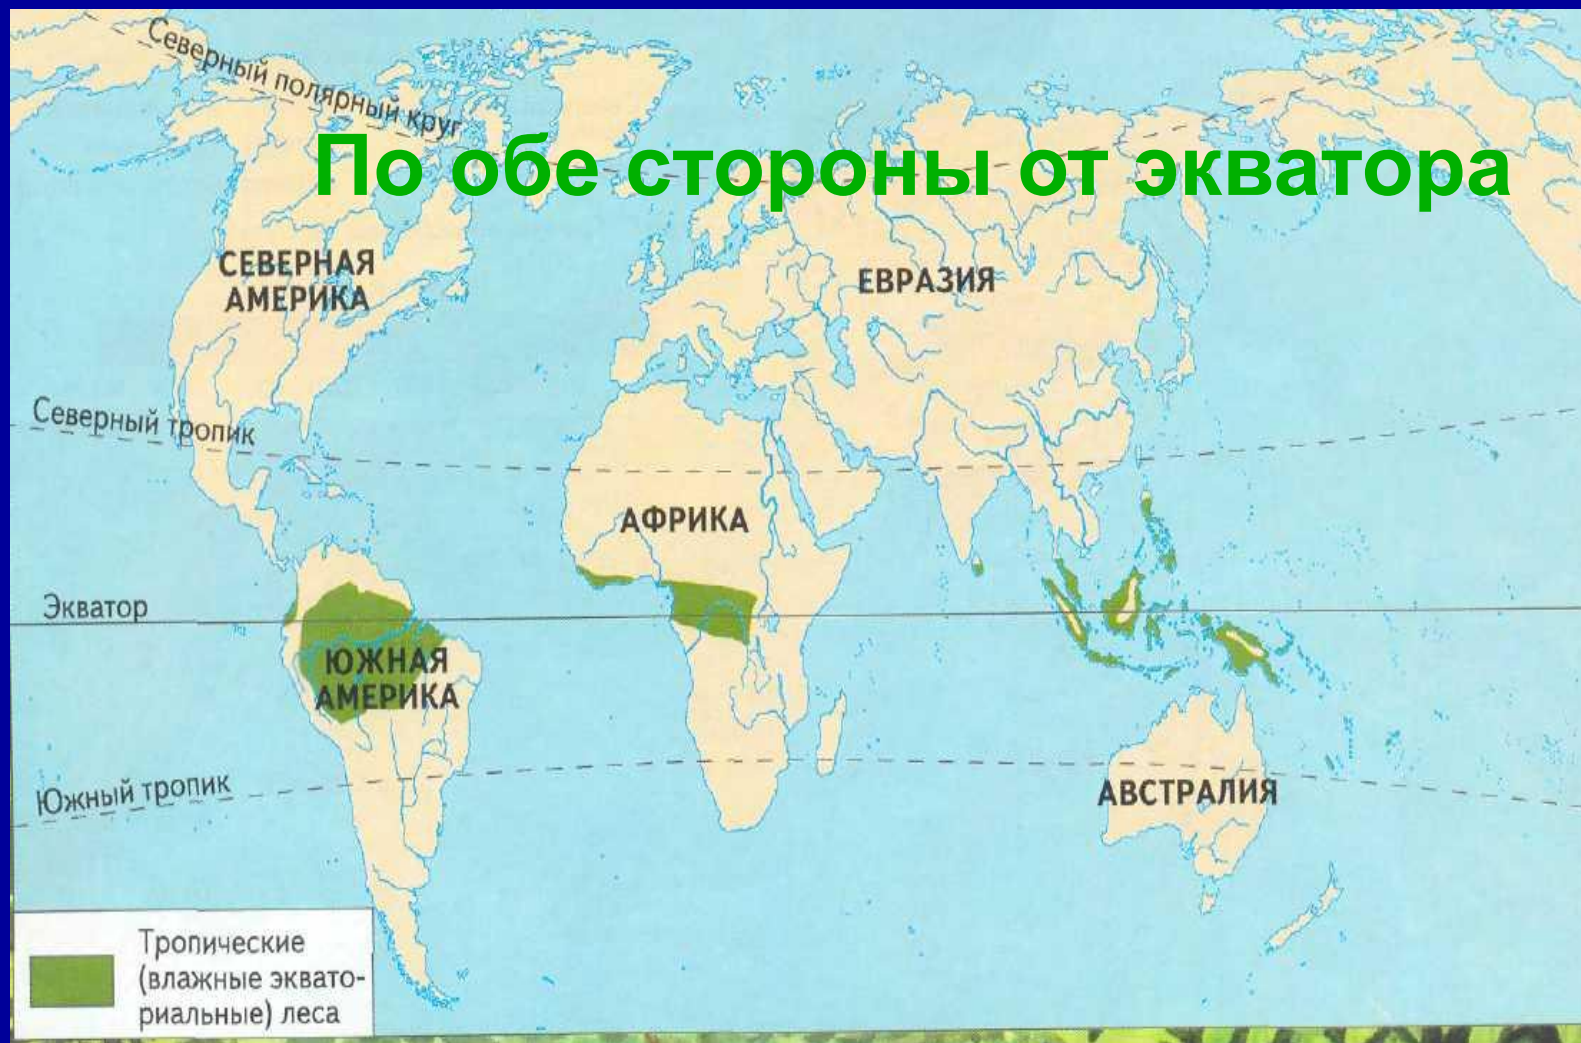 Северный полярный круг
По обе стороны от экватора
СЕВЕРНАЯ
АМЕРИКА
ЕВРАЗИЯ
Северный тропик
АФРИКА
Экватор
ЮЖНАЯ
АМЕРИКА
Южный тропик
АВСТРАЛИЯ
Тропические
(влажные эквато-
риальные) леса